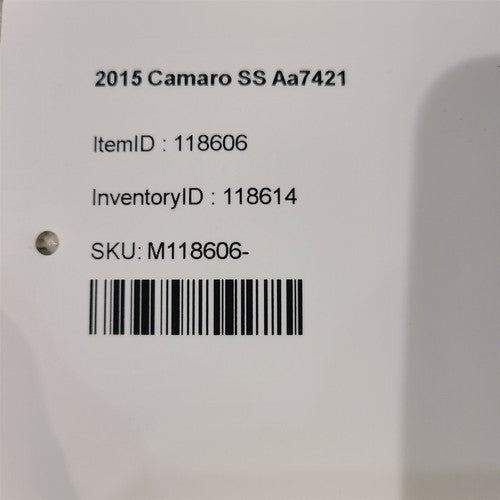 2015 Camaro SS Aa7421
ItemID : 118606
InventoryID : 118614
SKU: M118606-